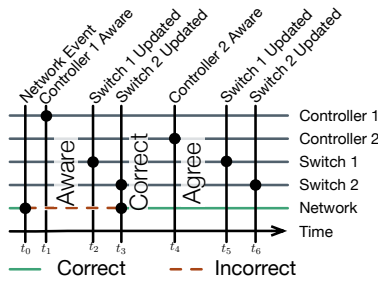 Network Event
Controller 1 Aware
Switch 1 Updated
Switch 2 Updated
Controller 2 Aware
Switch 1 Updated
Switch 2 Updated
Aware
Correct
Agree
Controller 1
Controller 2
Switch 1
Switch 2
Network
Time
t0 t1 t2 t3 t4 t5 t6
Correct Incorrect